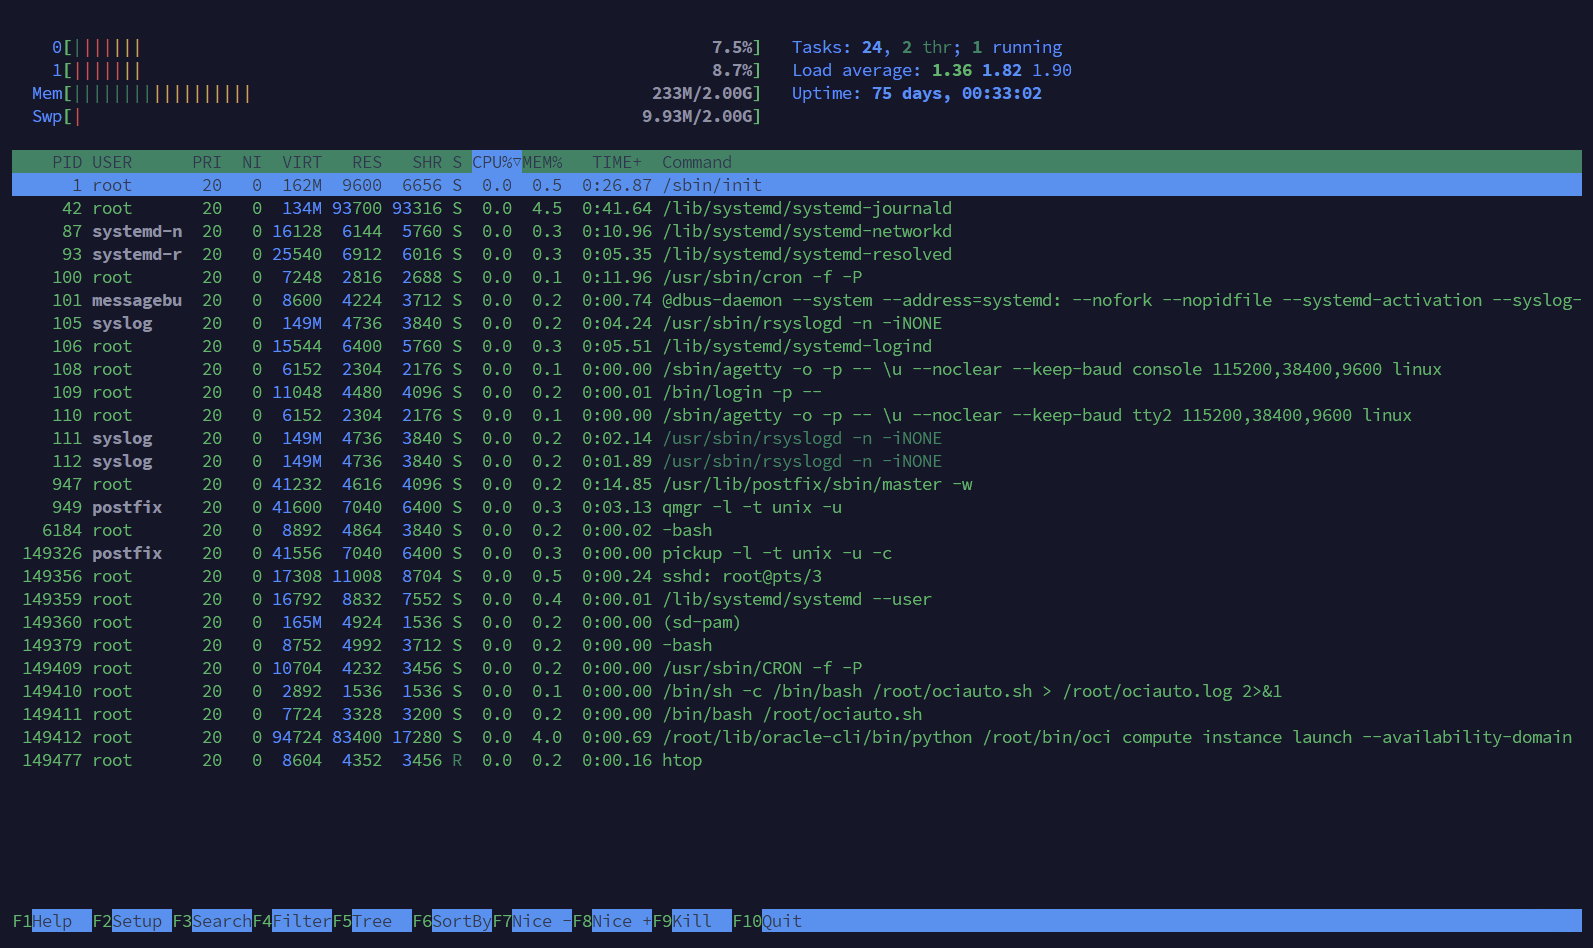 0[||||||| 7.5%] Tasks: 24, 2 thr; 1 running
1[||||||| 8.7%] Load average: 1.36 1.82 1.90
Mem[|||||||||||||||||| 233M/2.00G] Uptime: 75 days, 00:33:02
Swp[| 9.93M/2.00G]
PID USER PRI NI VIRT RES SHR S CPU%▽MEM% TIME+ Command
1 root 20 0 162M 9600 6656 S 0.0 0.5 0:26.87 /sbin/init
42 root 20 0 134M 93700 93316 S 0.0 4.5 0:41.64 /lib/systemd/systemd-journald
87 systemd-n 20 0 16128 6144 5760 S 0.0 0.3 0:10.96 /lib/systemd/systemd-networkd
93 systemd-r 20 0 25540 6912 6016 S 0.0 0.3 0:05.35 /lib/systemd/systemd-resolved
100 root 20 0 7248 2816 2688 S 0.0 0.1 0:11.96 /usr/sbin/cron -f -P
101 messagebu 20 0 8600 4224 3712 S 0.0 0.2 0:00.74 @dbus-daemon --system --address=systemd: --nofork --nopidfile --systemd-activation --syslog-
105 syslog 20 0 149M 4736 3840 S 0.0 0.2 0:04.24 /usr/sbin/rsyslogd -n -iNONE
106 root 20 0 15544 6400 5760 S 0.0 0.3 0:05.51 /lib/systemd/systemd-logind
108 root 20 0 6152 2304 2176 S 0.0 0.1 0:00.00 /sbin/agetty -o -p -- \u --noclear --keep-baud console 115200,38400,9600 linux
109 root 20 0 11048 4480 4096 S 0.0 0.2 0:00.01 /bin/login -p --
110 root 20 0 6152 2304 2176 S 0.0 0.1 0:00.00 /sbin/agetty -o -p -- \u --noclear --keep-baud tty2 115200,38400,9600 linux
111 syslog 20 0 149M 4736 3840 S 0.0 0.2 0:02.14 /usr/sbin/rsyslogd -n -iNONE
112 syslog 20 0 149M 4736 3840 S 0.0 0.2 0:01.89 /usr/sbin/rsyslogd -n -iNONE
947 root 20 0 41232 4616 4096 S 0.0 0.2 0:14.85 /usr/lib/postfix/sbin/master -w
949 postfix 20 0 41600 7040 6400 S 0.0 0.3 0:03.13 qmgr -l -t unix -u
6184 root 20 0 8892 4864 3840 S 0.0 0.2 0:00.02 -bash
149326 postfix 20 0 41556 7040 6400 S 0.0 0.3 0:00.00 pickup -l -t unix -u -c
149356 root 20 0 17308 11008 8704 S 0.0 0.5 0:00.24 sshd: root@pts/3
149359 root 20 0 16792 8832 7552 S 0.0 0.4 0:00.01 /lib/systemd/systemd --user
149360 root 20 0 165M 4924 1536 S 0.0 0.2 0:00.00 (sd-pam)
149379 root 20 0 8752 4992 3712 S 0.0 0.2 0:00.00 -bash
149409 root 20 0 10704 4232 3456 S 0.0 0.2 0:00.00 /usr/sbin/CRON -f -P
149410 root 20 0 2892 1536 1536 S 0.0 0.1 0:00.00 /bin/sh -c /bin/bash /root/ociauto.sh > /root/ociauto.log 2>&1
149411 root 20 0 7724 3328 3200 S 0.0 0.2 0:00.00 /bin/bash /root/ociauto.sh
149412 root 20 0 94724 83400 17280 S 0.0 4.0 0:00.69 /root/lib/oracle-cli/bin/python /root/bin/oci compute instance launch --availability-domain
149477 root 20 0 8604 4352 3456 R 0.0 0.2 0:00.16 htop
F1Help F2Setup F3SearchF4FilterF5Tree F6SortByF7Nice -F8Nice +F9Kill F10Quit